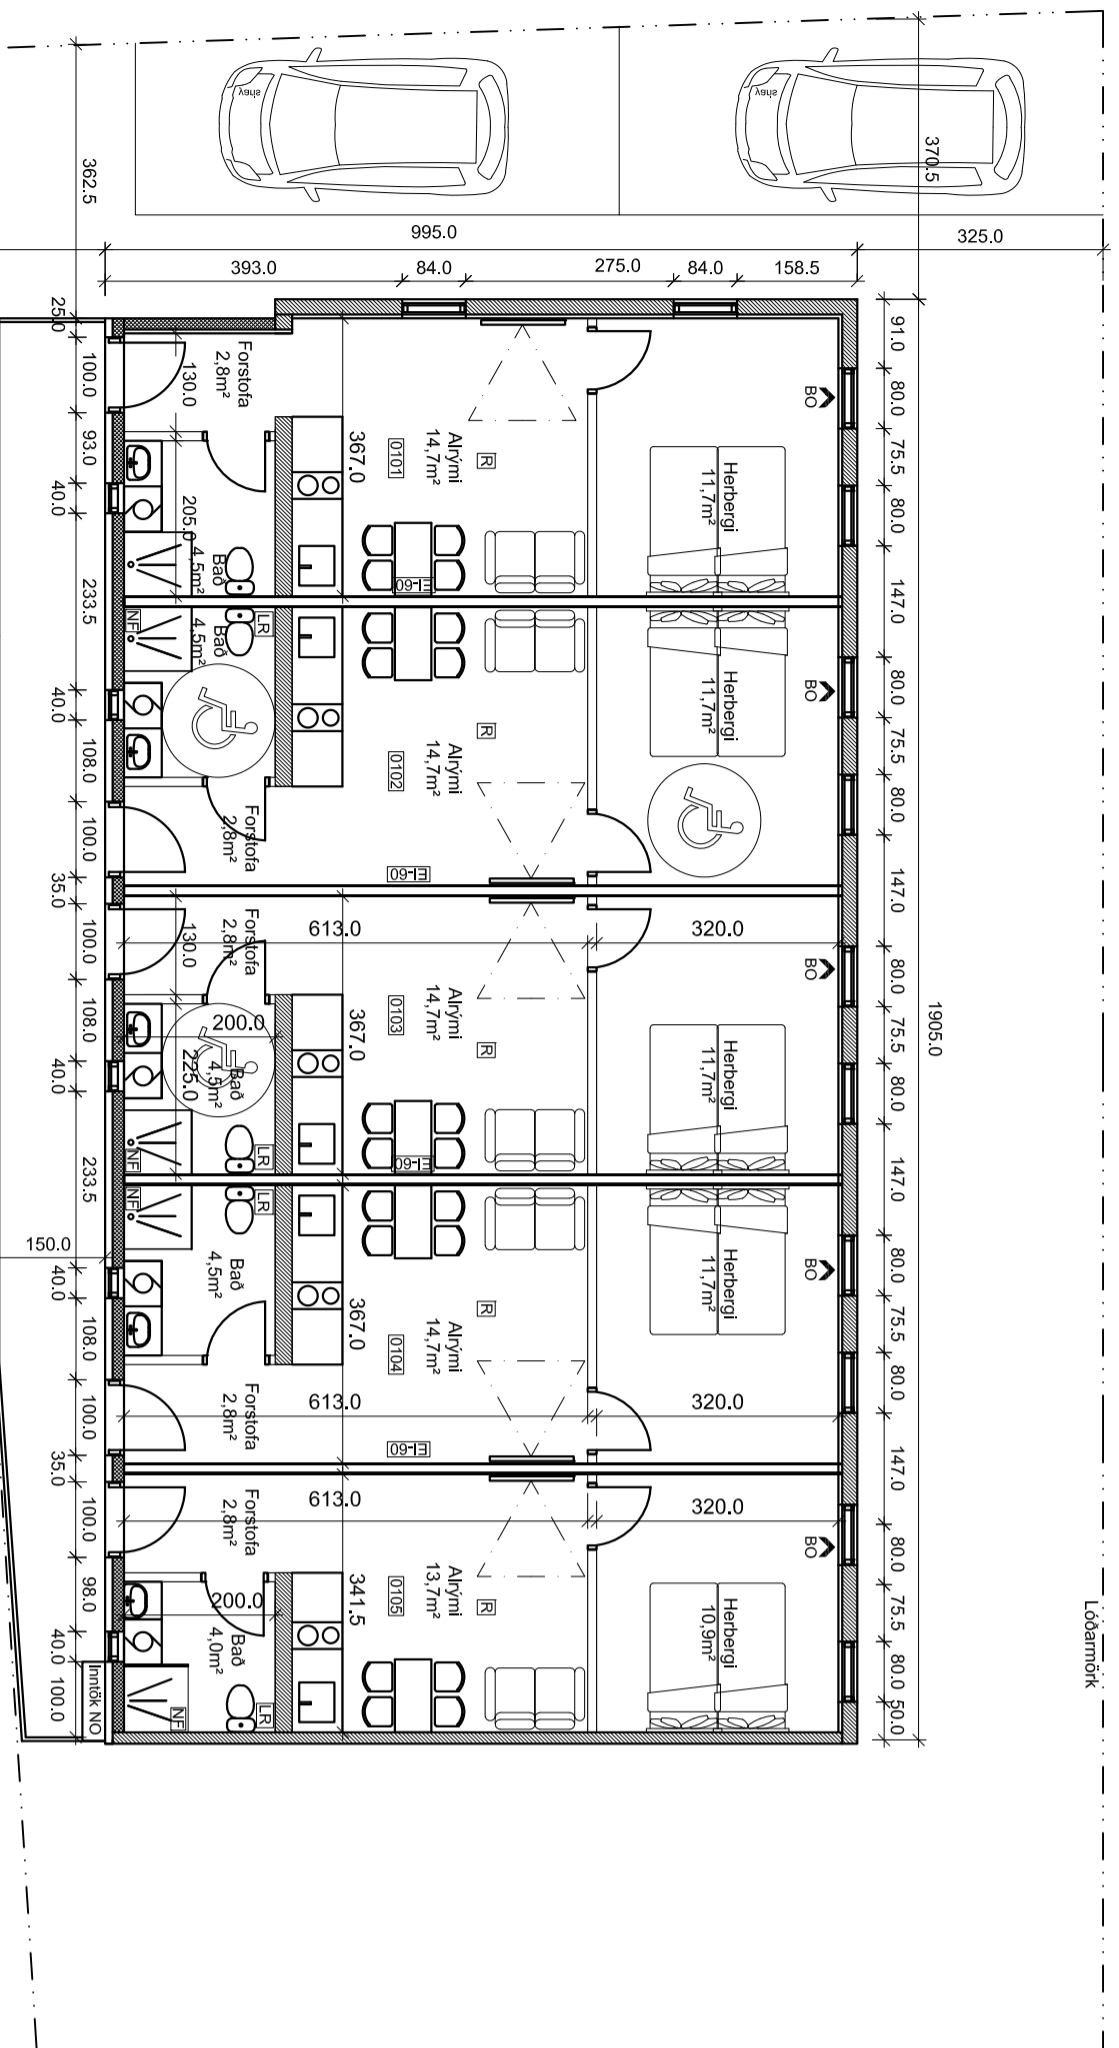 yaris
yaris
362.5
370.5
995.0
325.0
393.0
84.0
275.0
84.0
158.5
25.0
100.0
93.0
40.0
233.5
40.0
108.0
100.0
35.0
100.0
108.0
40.0
233.5
40.0
108.0
100.0
35.0
100.0
98.0
40.0
100.0
150.0
91.0
80.0
75.5
80.0
147.0
80.0
75.5
80.0
147.0
80.0
75.5
80.0
147.0
80.0
75.5
80.0
147.0
80.0
75.5
80.0
50.0
1905.0
Lóðarmörk
Forstofa
2,8m²
130.0
205.0
Bað
4,5m²
367.0
0101
Alrými
14,7m²
R
EI-60
Herbergi
11,7m²
BO
NF
LR
Bað
4,5m²
Forstofa
2,8m²
0102
Alrými
14,7m²
R
EI-60
Herbergi
11,7m²
BO
Forstofa
2,8m²
130.0
613.0
320.0
200.0
225.0
Bað
4,5m²
NF
LR
367.0
0103
Alrými
14,7m²
R
EI-60
Herbergi
11,7m²
BO
NF
LR
Bað
4,5m²
Forstofa
2,8m²
367.0
613.0
320.0
0104
Alrými
14,7m²
R
EI-60
Herbergi
11,7m²
BO
Forstofa
2,8m²
613.0
320.0
200.0
Bað
4,0m²
NF
LR
341.5
0105
Alrými
13,7m²
R
Herbergi
10,9m²
BO
Inntök NO